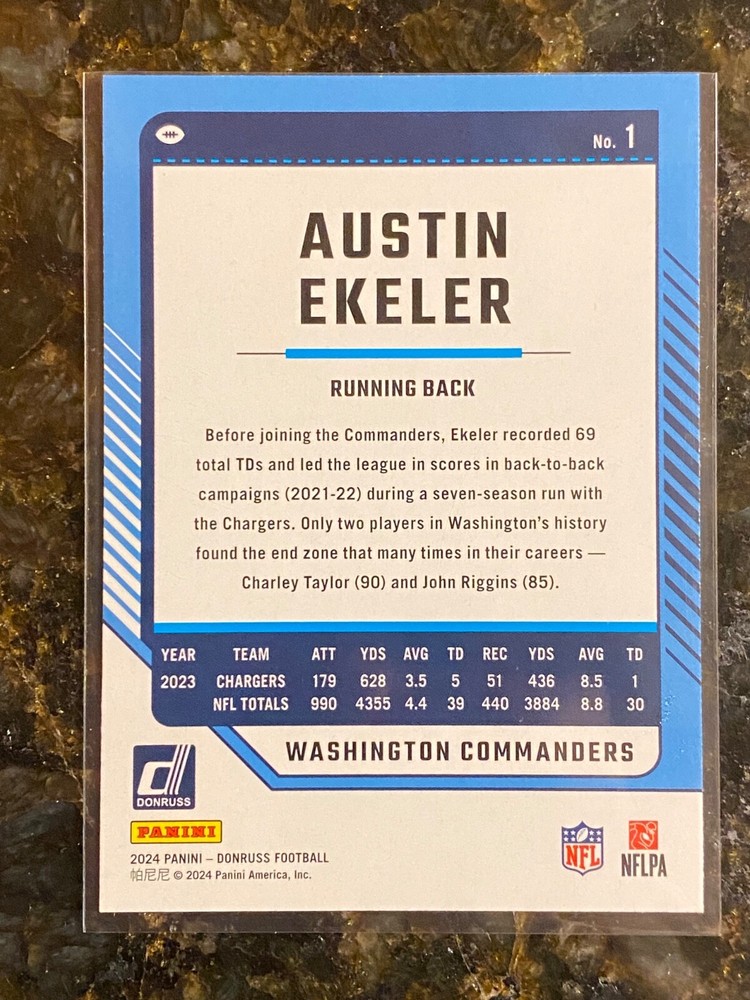 No. 1
AUSTIN
EKELER
RUNNING BACK
Before joining the Commanders, Ekeler recorded 69
total TDs and led the league in scores in back-to-back
campaigns (2021-22) during a seven-season run with
the Chargers. Only two players in Washington's history
found the end zone that many times in their careers —
Charley Taylor (90) and John Riggins (85).
YEAR TEAM ATT YDS AVG TD REC YDS AVG TD
2023 CHARGERS 179 628 3.5 5 51 436 8.5 1
NFL TOTALS 990 4355 4.4 39 440 3884 8.8 30
WASHINGTON COMMANDERS
d
DONRUSS
PANINI
2024 PANINI – DONRUSS FOOTBALL
帕尼尼 © 2024 Panini America, Inc.
NFL
NFLPA